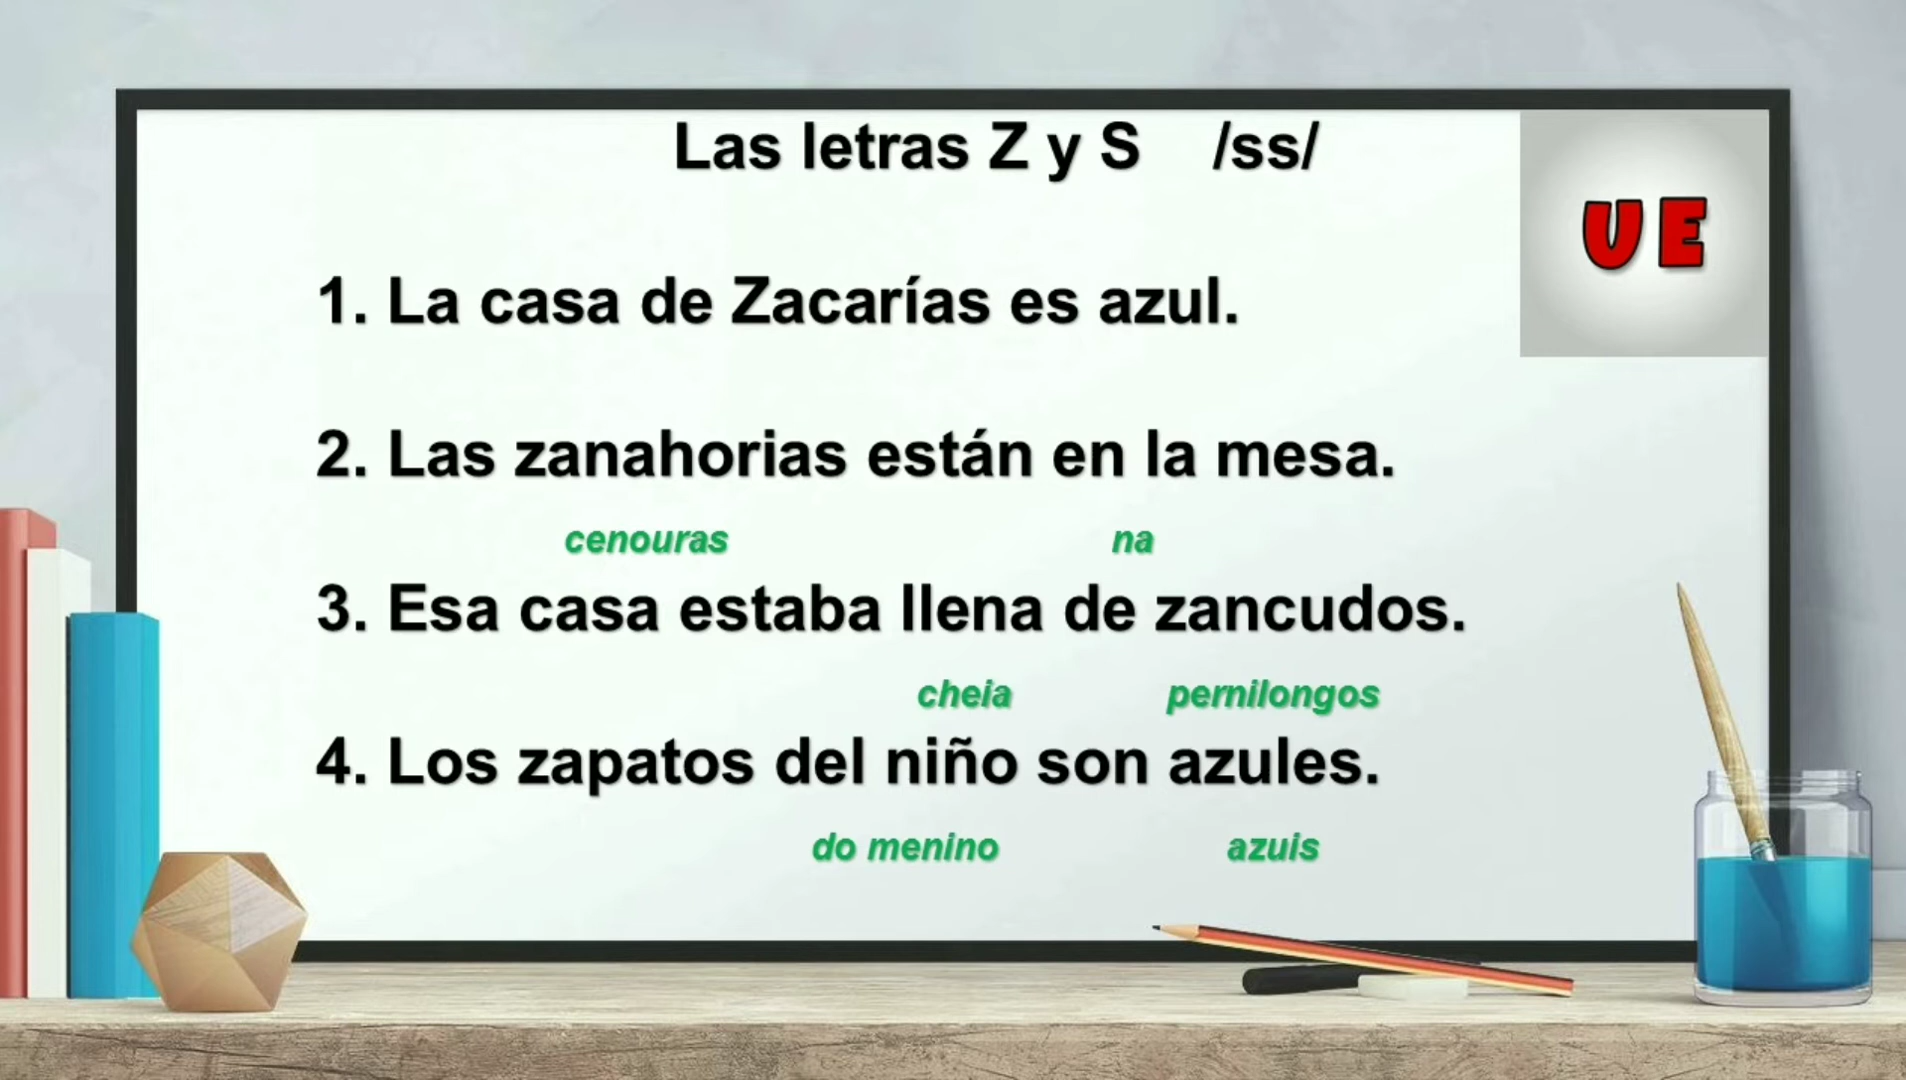 Las letras Z y S /ss/
UE
1. La casa de Zacarías es azul.
2. Las zanahorias están en la mesa.
cenouras na
3. Esa casa estaba llena de zancudos.
cheia pernilongos
4. Los zapatos del niño son azules.
do menino azuis